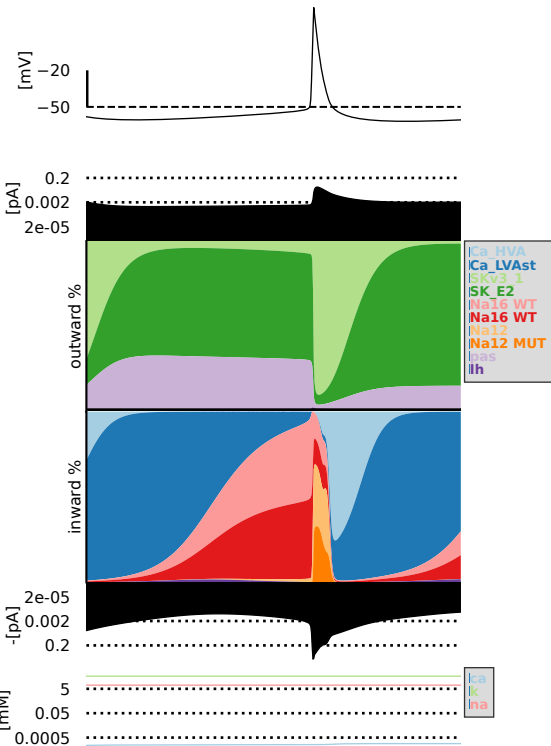 [mV]
−20
−50
[pA]
0.2
0.002
2e-05
outward %
Ca_HVA
Ca_LVAst
SKv3_1
SK_E2
Na16 WT
Na16 WT
Na12
Na12 MUT
pas
Ih
inward %
-[pA]
2e-05
0.002
0.2
[mM]
5
0.05
0.0005
ca
k
na